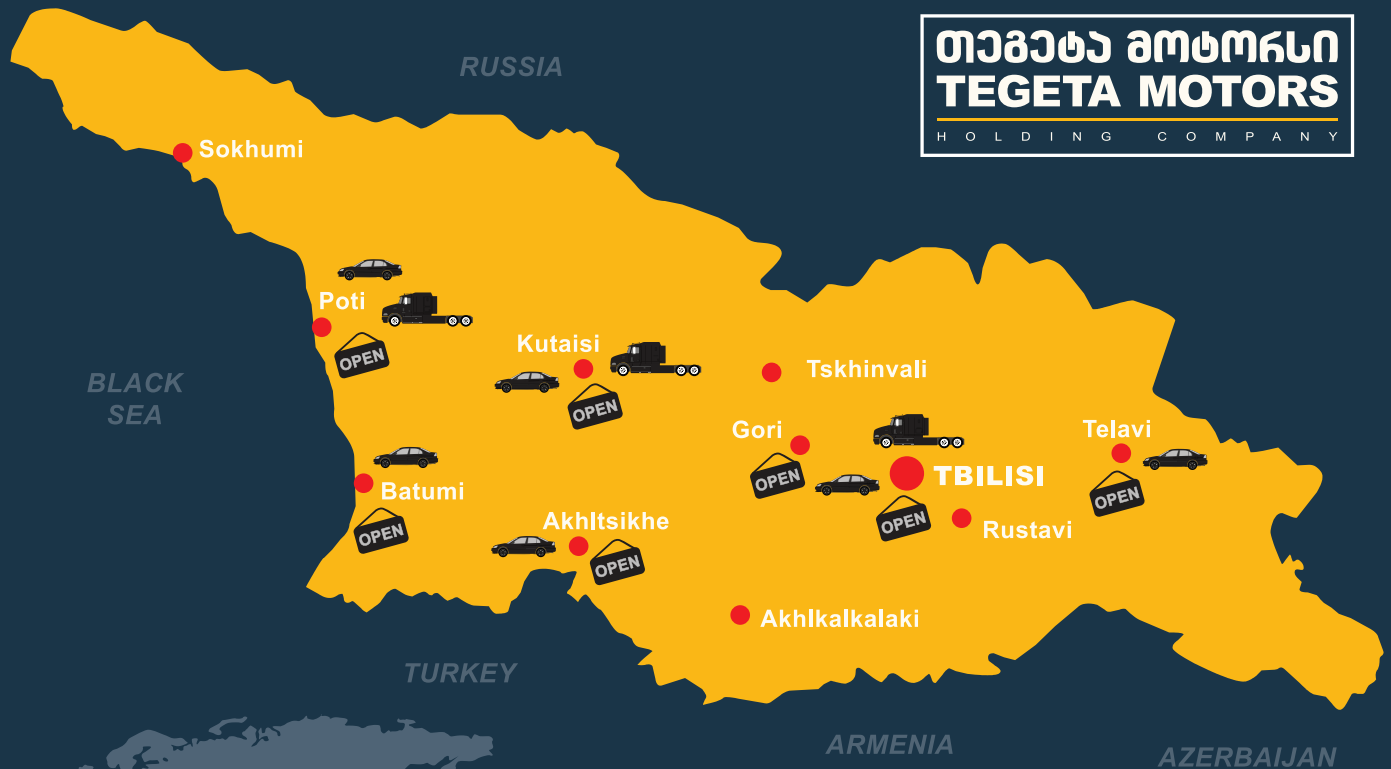 თეგეტა მოტორსი
TEGETA MOTORS
HOLDING COMPANY
RUSSIA
Sokhumi
Poti
OPEN
Kutaisi
OPEN
Tskhinvali
BLACK
SEA
Gori
OPEN
TBILISI
OPEN
Telavi
OPEN
Batumi
OPEN
Akhltsikhe
OPEN
Rustavi
Akhlkalkalaki
TURKEY
ARMENIA
AZERBAIJAN